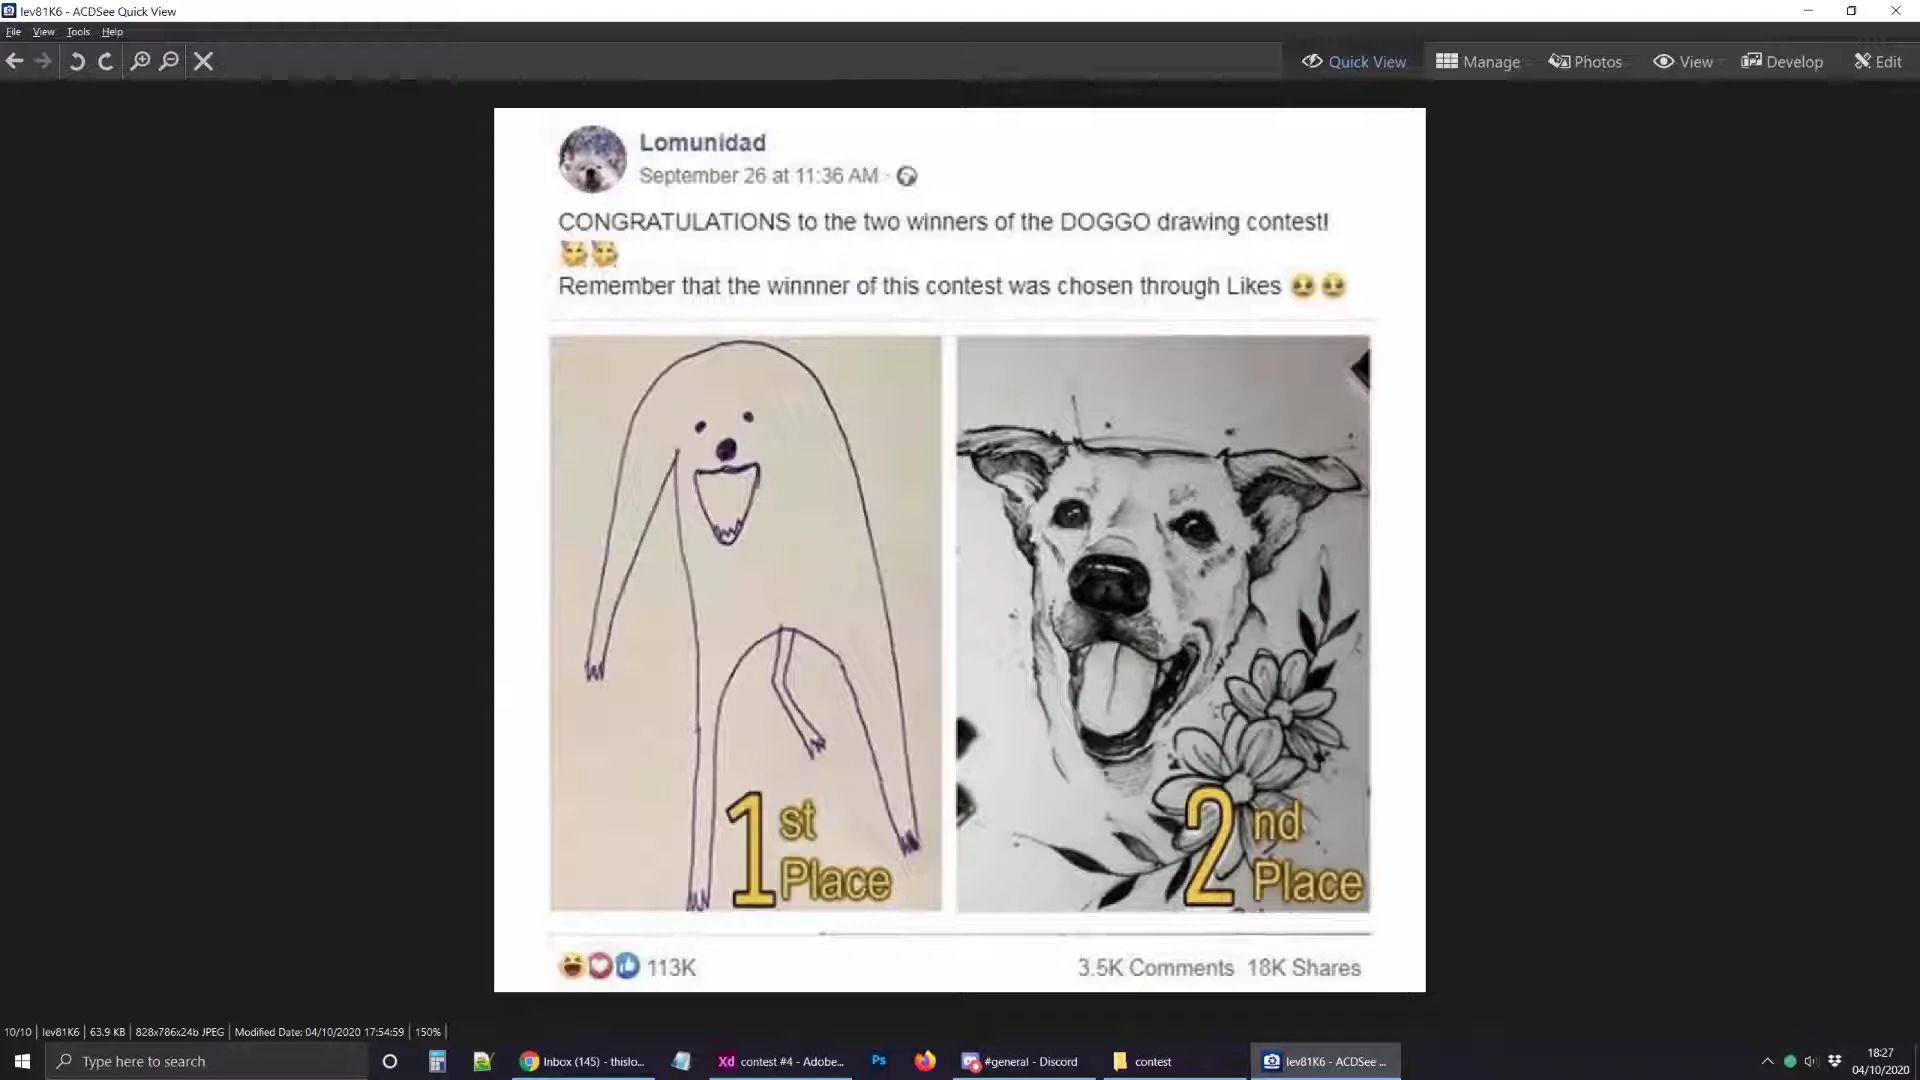 lev81K6 - ACDSee Quick View
File View Tools Help
Quick View Manage Photos View Develop Edit
Lomunidad
September 26 at 11:36 AM ·
CONGRATULATIONS to the two winners of the DOGGO drawing contest!
Remember that the winnner of this contest was chosen through Likes
1st Place
2nd Place
113K 3.5K Comments 18K Shares
10/10 lev81K6 63.9 KB 828x786x24b JPEG Modified Date: 04/10/2020 17:54:59 150%
Type here to search Inbox (145) - thislo... Xd contest #4 - Adobe... Ps #general - Discord contest lev81K6 - ACDSee ... 18:27
04/10/2020